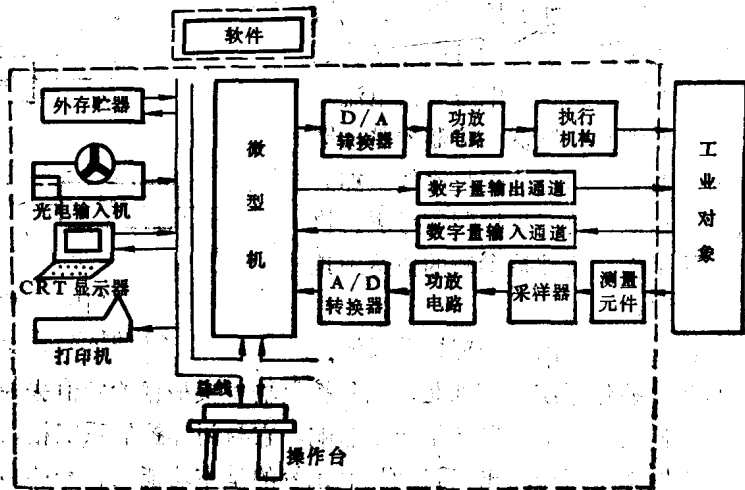 软件
外存贮器
光电输入机
CRT显示器
打印机
微
型
机
D/A
转换器
功放
电路
执行
机构
数字量输出通道
数字量输入通道
A/D
转换器
功放
电路
采样器
测量
元件
工
业
对
象
总线
操作台